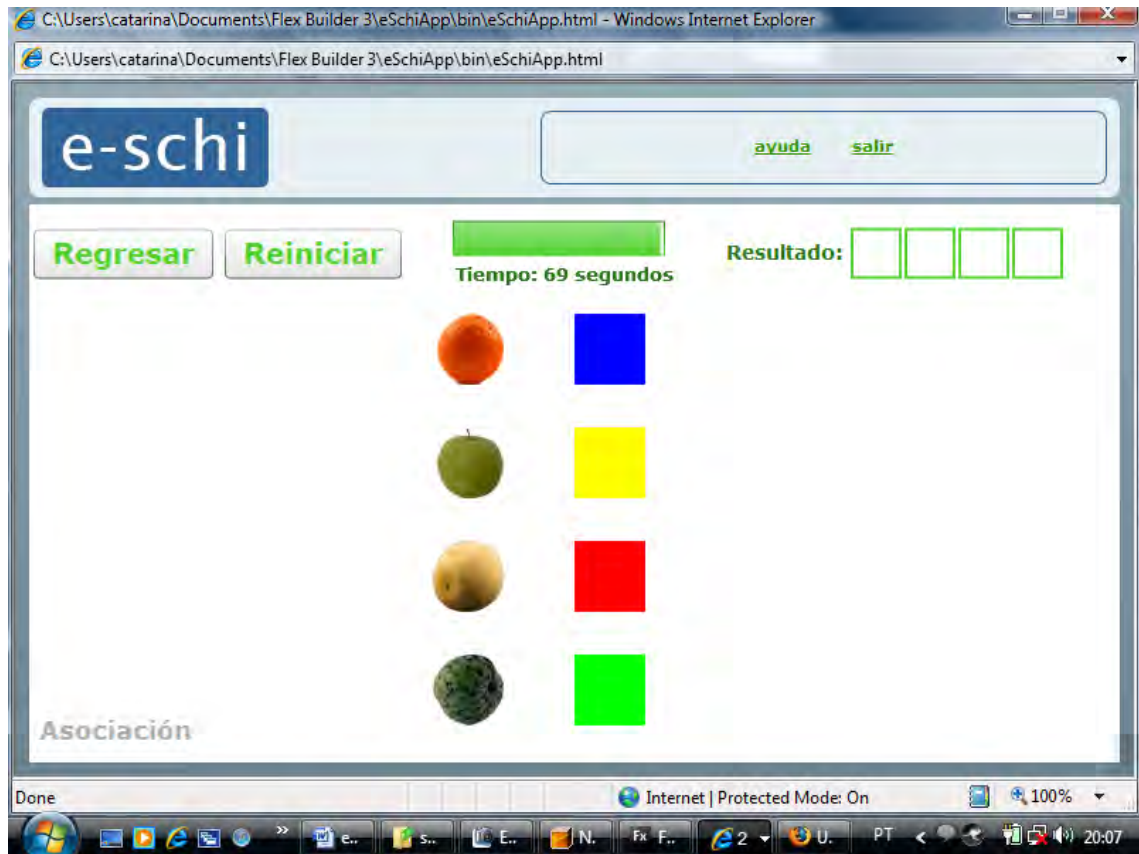 C:\Users\catarina\Documents\Flex Builder 3\eSchiApp\bin\eSchiApp.html - Windows Internet Explorer
C:\Users\catarina\Documents\Flex Builder 3\eSchiApp\bin\eSchiApp.html
e-schi
ayuda salir
Regresar Reiniciar
Tiempo: 69 segundos
Resultado:
Asociación
Done Internet | Protected Mode: On 100%
» e.. s.. E.. N. Fx F.. 2 U. PT 20:07